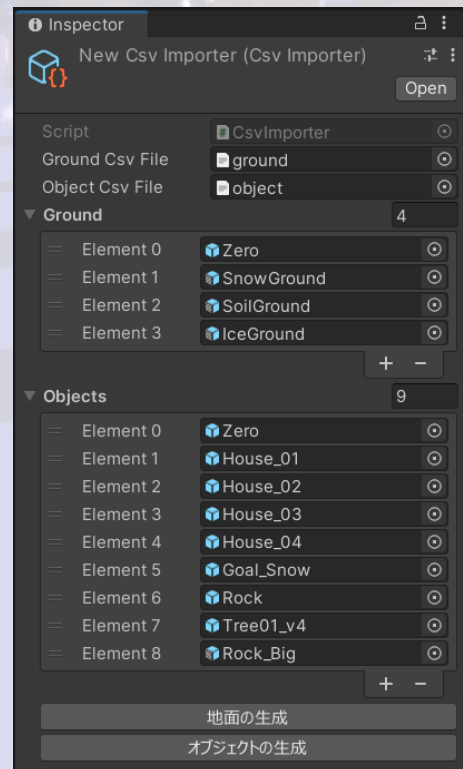 Inspector
New Csv Importer (Csv Importer)
Open
Script CsvImporter
Ground Csv File ground
Object Csv File object
Ground 4
Element 0 Zero
Element 1 SnowGround
Element 2 SoilGround
Element 3 IceGround
+ −
Objects 9
Element 0 Zero
Element 1 House_01
Element 2 House_02
Element 3 House_03
Element 4 House_04
Element 5 Goal_Snow
Element 6 Rock
Element 7 Tree01_v4
Element 8 Rock_Big
+ −
地面の生成
オブジェクトの生成